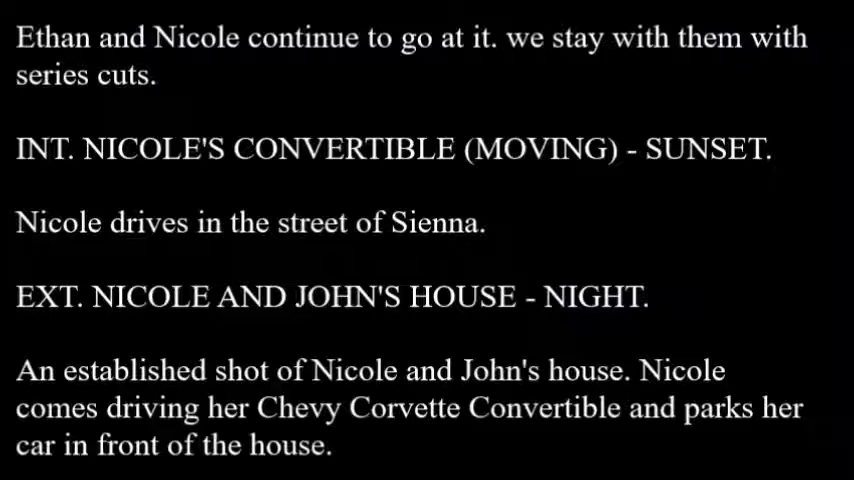 Ethan and Nicole continue to go at it. we stay with them with
series cuts.
INT. NICOLE'S CONVERTIBLE (MOVING) - SUNSET.
Nicole drives in the street of Sienna.
EXT. NICOLE AND JOHN'S HOUSE - NIGHT.
An established shot of Nicole and John's house. Nicole
comes driving her Chevy Corvette Convertible and parks her
car in front of the house.